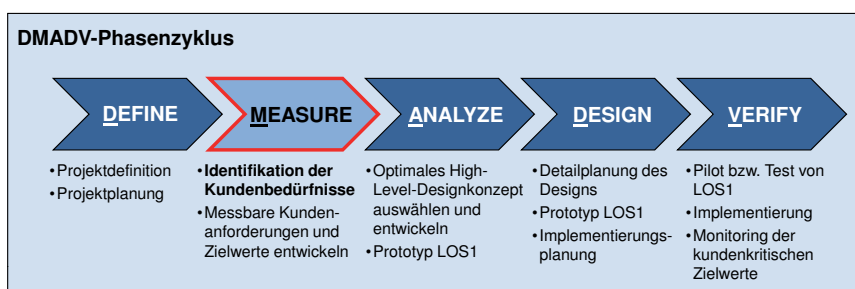 DMADV-Phasenzyklus
DEFINE
MEASURE
ANALYZE
DESIGN
VERIFY
•Projektdefinition
•Projektplanung
•Identifikation der
Kundenbedürfnisse
•Messbare Kunden-
anforderungen und
Zielwerte entwickeln
•Optimales High-
Level-Designkonzept
auswählen und
entwickeln
•Prototyp LOS1
•Detailplanung des
Designs
•Prototyp LOS1
•Implementierungs-
planung
•Pilot bzw. Test von
LOS1
•Implementierung
•Monitoring der
kundenkritischen
Zielwerte